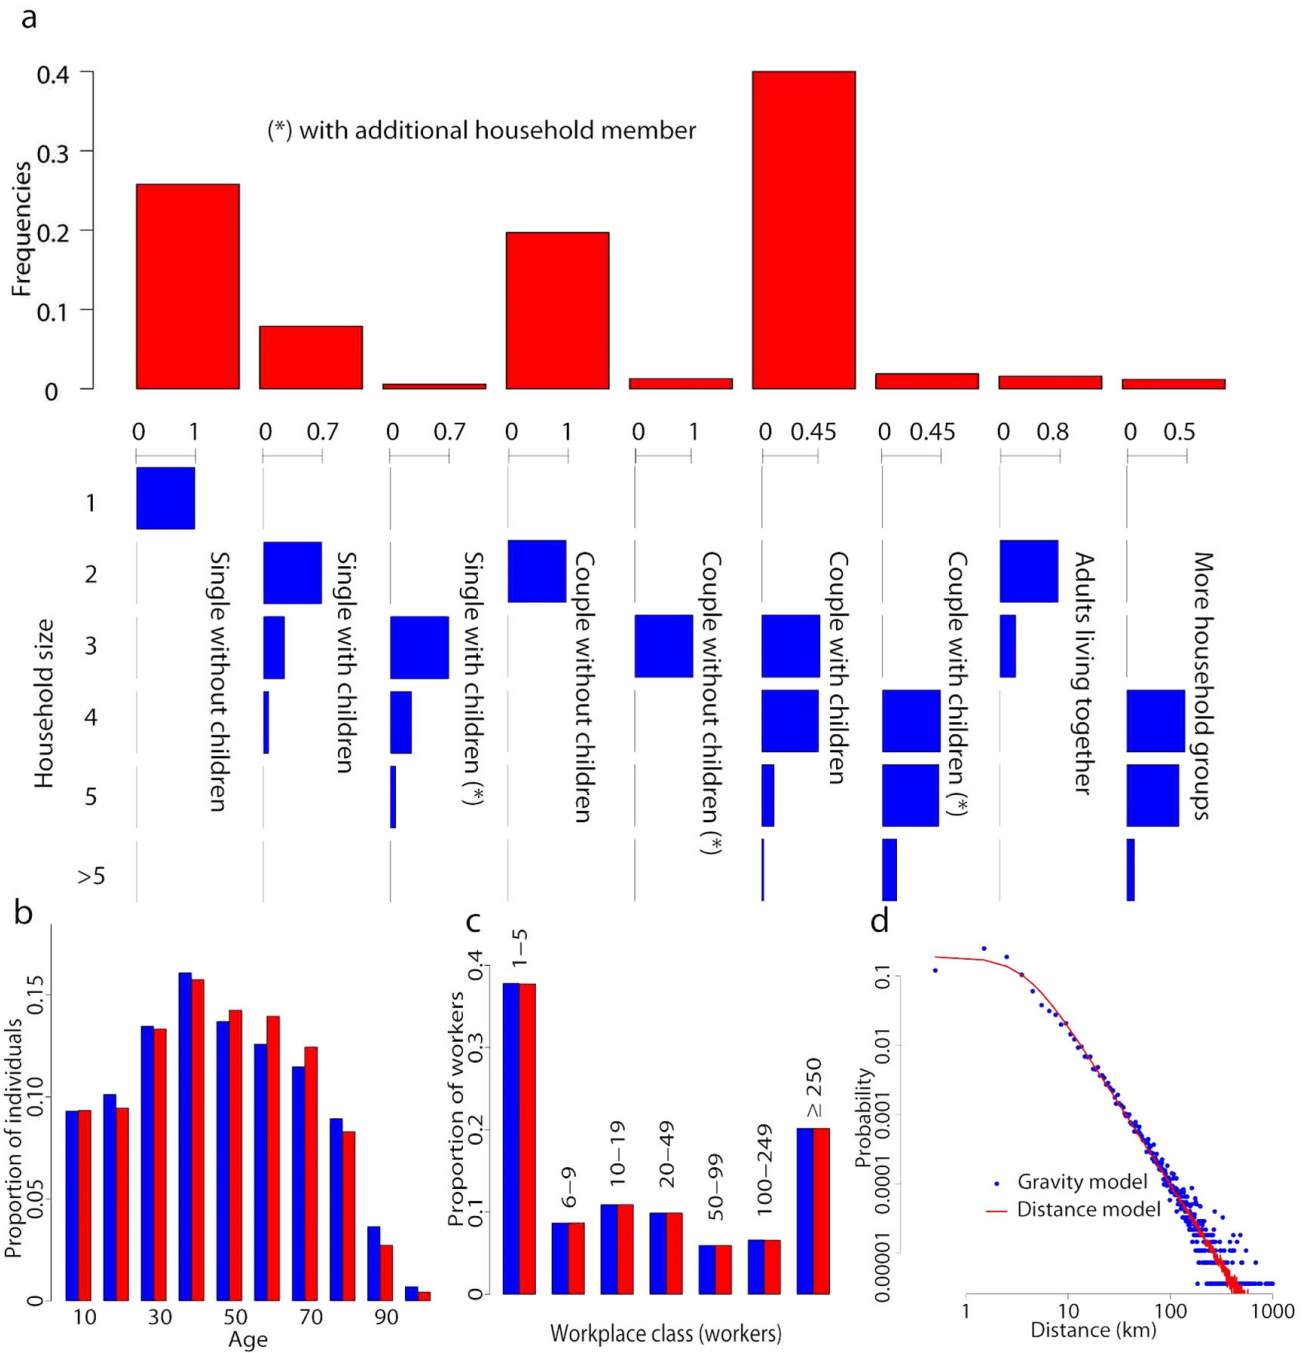 a
0.4
(*) with additional household member
0.3
0.2
0.1
0
Frequencies
0 1
0 0.7
0 0.7
0 1
0 1
0 0.45
0 0.45
0 0.8
0 0.5
1
2
3
4
5
>5
Household size
Single without children
Single with children
Single with children (*)
Couple without children
Couple without children (*)
Couple with children
Couple with children (*)
Adults living together
More household groups
b
Proportion of individuals
0.15
0.10
0.05
0
10 30 50 70 90
Age
c
Proportion of workers
0.4
0.3
0.2
0.1
0
1–5
6–9
10–19
20–49
50–99
100–249
≥ 250
Workplace class (workers)
d
Probability
0.1
0.01
0.001
0.0001
0.00001
Gravity model
Distance model
1 10 100 1000
Distance (km)